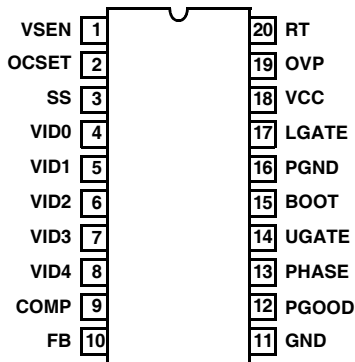 VSEN 1 20 RT
OCSET 2 19 OVP
SS 3 18 VCC
VID0 4 17 LGATE
VID1 5 16 PGND
VID2 6 15 BOOT
VID3 7 14 UGATE
VID4 8 13 PHASE
COMP 9 12 PGOOD
FB 10 11 GND